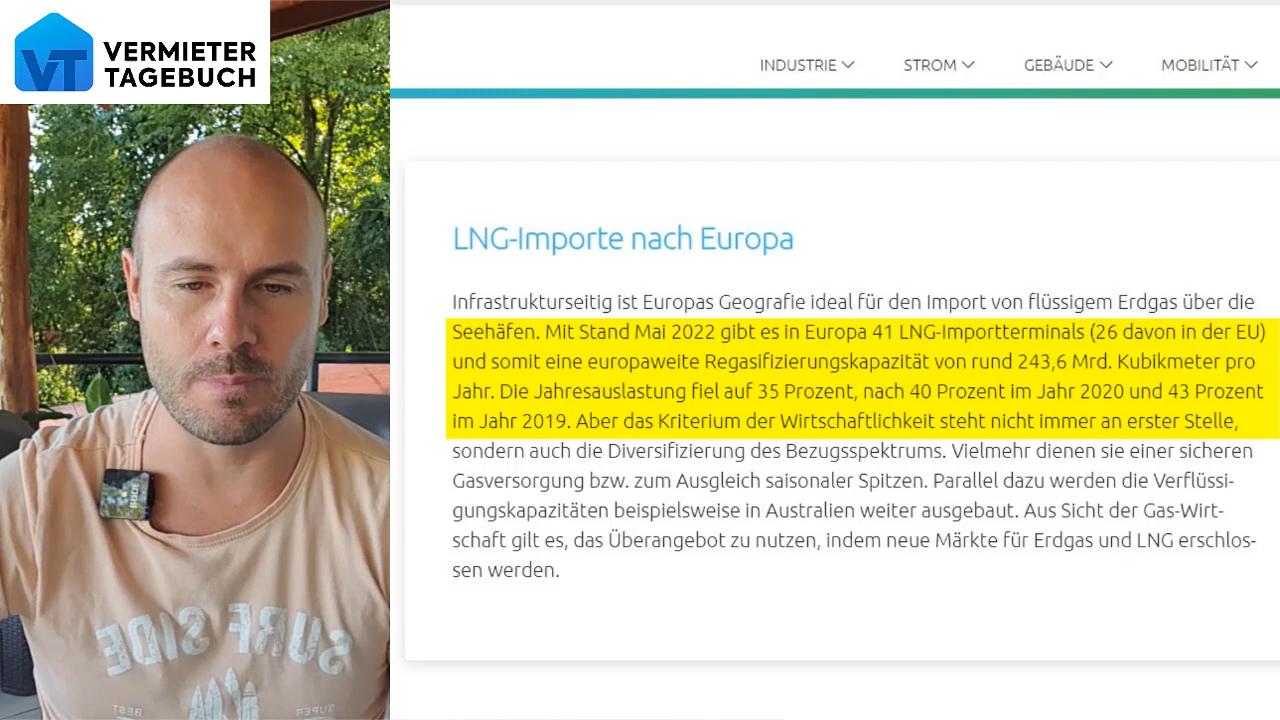 VT VERMIETER
TAGEBUCH
INDUSTRIE
STROM
GEBÄUDE
MOBILITÄT
LNG-Importe nach Europa
Infrastrukturseitig ist Europas Geografie ideal für den Import von flüssigem Erdgas über die
Seehäfen. Mit Stand Mai 2022 gibt es in Europa 41 LNG-Importterminals (26 davon in der EU)
und somit eine europaweite Regasifizierungskapazität von rund 243,6 Mrd. Kubikmeter pro
Jahr. Die Jahresauslastung fiel auf 35 Prozent, nach 40 Prozent im Jahr 2020 und 43 Prozent
im Jahr 2019. Aber das Kriterium der Wirtschaftlichkeit steht nicht immer an erster Stelle,
sondern auch die Diversifizierung des Bezugsspektrums. Vielmehr dienen sie einer sicheren
Gasversorgung bzw. zum Ausgleich saisonaler Spitzen. Parallel dazu werden die Verflüssi-
gungskapazitäten beispielsweise in Australien weiter ausgebaut. Aus Sicht der Gas-Wirt-
schaft gilt es, das Überangebot zu nutzen, indem neue Märkte für Erdgas und LNG erschlos-
sen werden.
SURF SIDE
BEST
SUPER